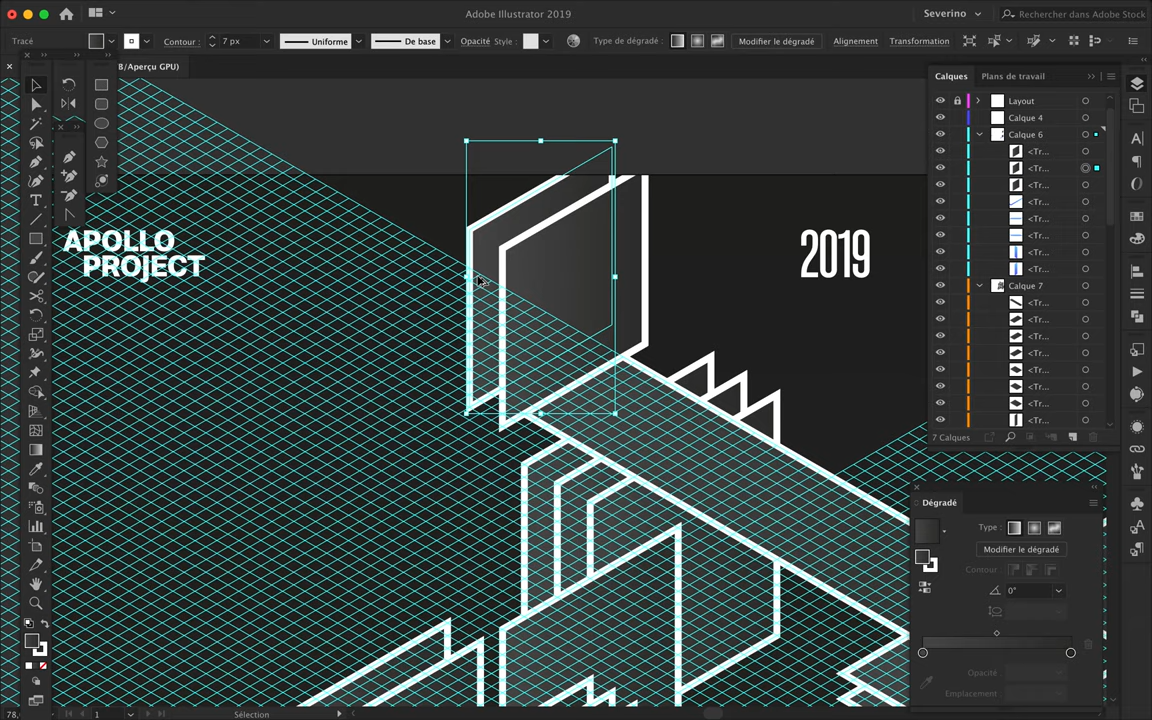 Adobe Illustrator 2019
Severino
Rechercher dans Adobe Stock
Tracé
Contour :
7 px
Uniforme
De base
Opacité
Style :
Type de dégradé :
Modifier le dégradé
Alignement
Transformation
B/Aperçu GPU)
Calques
Plans de travail
Layout
Calque 4
Calque 6
<Tr...
<Tr...
<Tr...
<Tr...
<Tr...
<Tr...
<Tr...
<Tr...
Calque 7
<Tr...
<Tr...
<Tr...
<Tr...
<Tr...
<Tr...
<Tr...
<Tr...
7 Calques
APOLLO
PROJECT
2019
Dégradé
Type :
Modifier le dégradé
Contour :
0°
Opacité :
Emplacement :
78,
1
Sélection